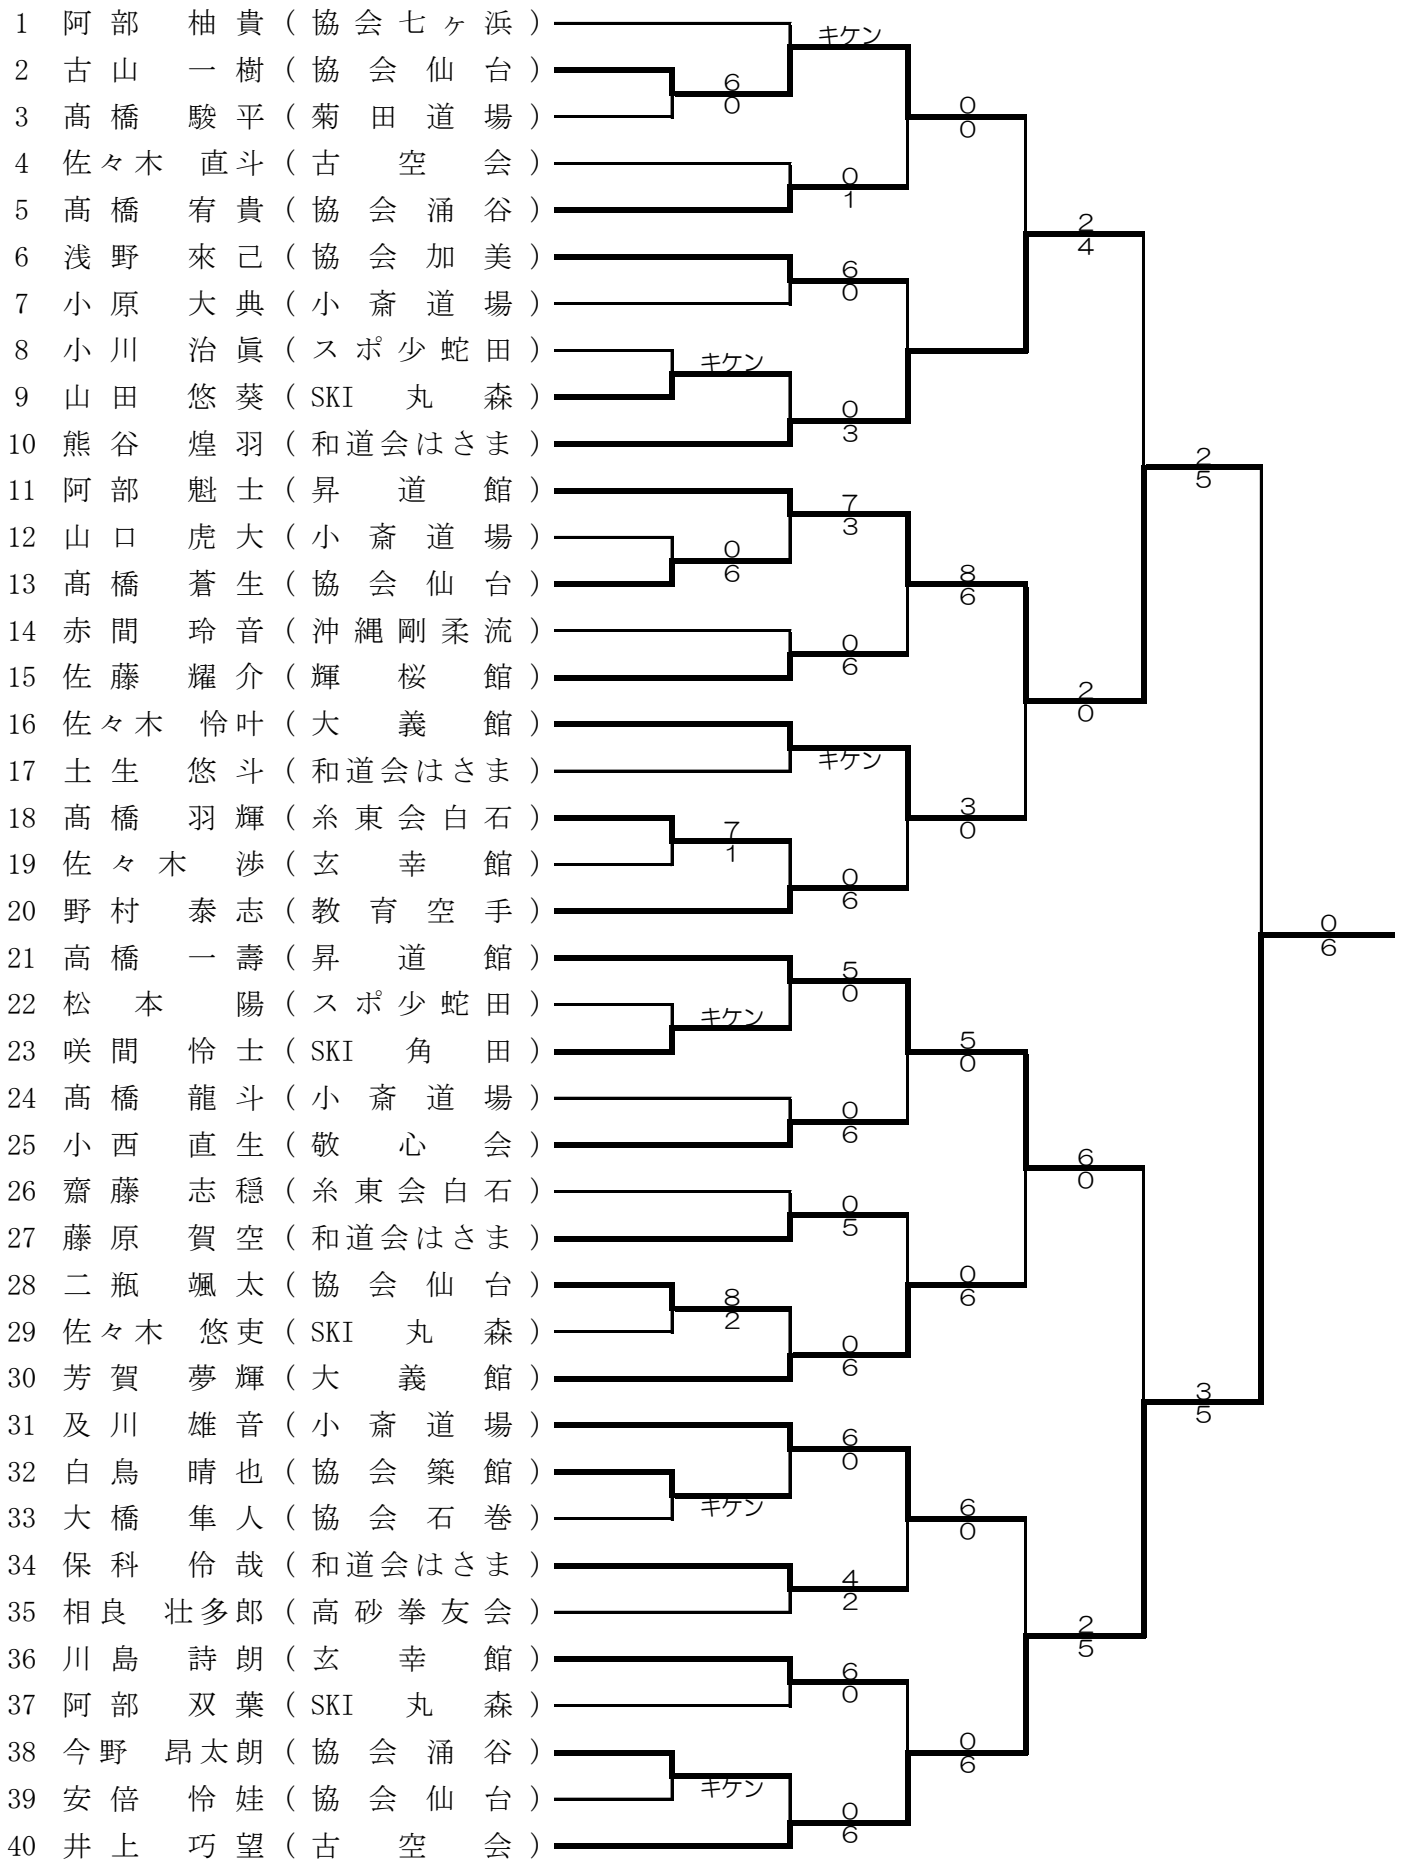 1 阿部 柚貴 ( 協会七ヶ浜 )
キケン
2 古山 一樹 ( 協会仙台 )
6
0
3 髙橋 駿平 ( 菊田道場 )
0
0
4 佐々木 直斗 ( 古空会 )
0
1
5 髙橋 宥貴 ( 協会涌谷 )
2
4
6 浅野 來己 ( 協会加美 )
6
0
7 小原 大典 ( 小斎道場 )
8 小川 治眞 ( スポ少蛇田 )
キケン
9 山田 悠葵 ( SKI 丸森 )
0
3
10 熊谷 煌羽 ( 和道会はさま )
2
5
11 阿部 魁士 ( 昇道館 )
7
3
12 山口 虎大 ( 小斎道場 )
0
6
13 髙橋 蒼生 ( 協会仙台 )
8
6
14 赤間 玲音 ( 沖縄剛柔流 )
0
6
15 佐藤 耀介 ( 輝桜館 )
2
0
16 佐々木 怜叶 ( 大義館 )
キケン
17 土生 悠斗 ( 和道会はさま )
3
0
18 髙橋 羽輝 ( 糸東会白石 )
7
1
19 佐々木 渉 ( 玄幸館 )
0
6
20 野村 泰志 ( 教育空手 )
0
6
21 高橋 一壽 ( 昇道館 )
5
0
22 松本 陽 ( スポ少蛇田 )
キケン
23 咲間 怜士 ( SKI 角田 )
5
0
24 髙橋 龍斗 ( 小斎道場 )
0
6
25 小西 直生 ( 敬心会 )
6
0
26 齋藤 志穏 ( 糸東会白石 )
0
5
27 藤原 賀空 ( 和道会はさま )
0
6
28 二瓶 颯太 ( 協会仙台 )
8
2
29 佐々木 悠吏 ( SKI 丸森 )
0
6
30 芳賀 夢輝 ( 大義館 )
3
5
31 及川 雄音 ( 小斎道場 )
6
0
32 白鳥 晴也 ( 協会築館 )
キケン
33 大橋 隼人 ( 協会石巻 )
6
0
34 保科 伶哉 ( 和道会はさま )
4
2
35 相良 壮多郎 ( 高砂拳友会 )
2
5
36 川島 詩朗 ( 玄幸館 )
6
0
37 阿部 双葉 ( SKI 丸森 )
38 今野 昂太朗 ( 協会涌谷 )
0
6
キケン
39 安倍 怜娃 ( 協会仙台 )
0
6
40 井上 巧望 ( 古空会 )